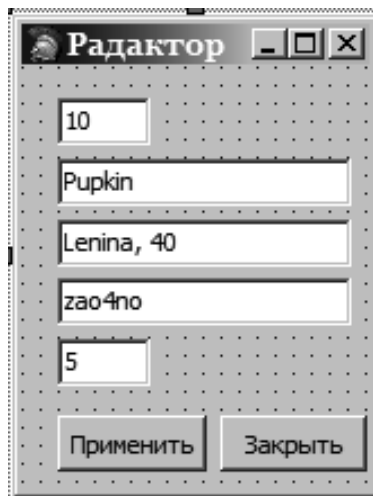 Радактор
10
Pupkin
Lenina, 40
zao4no
5
Применить Закрыть